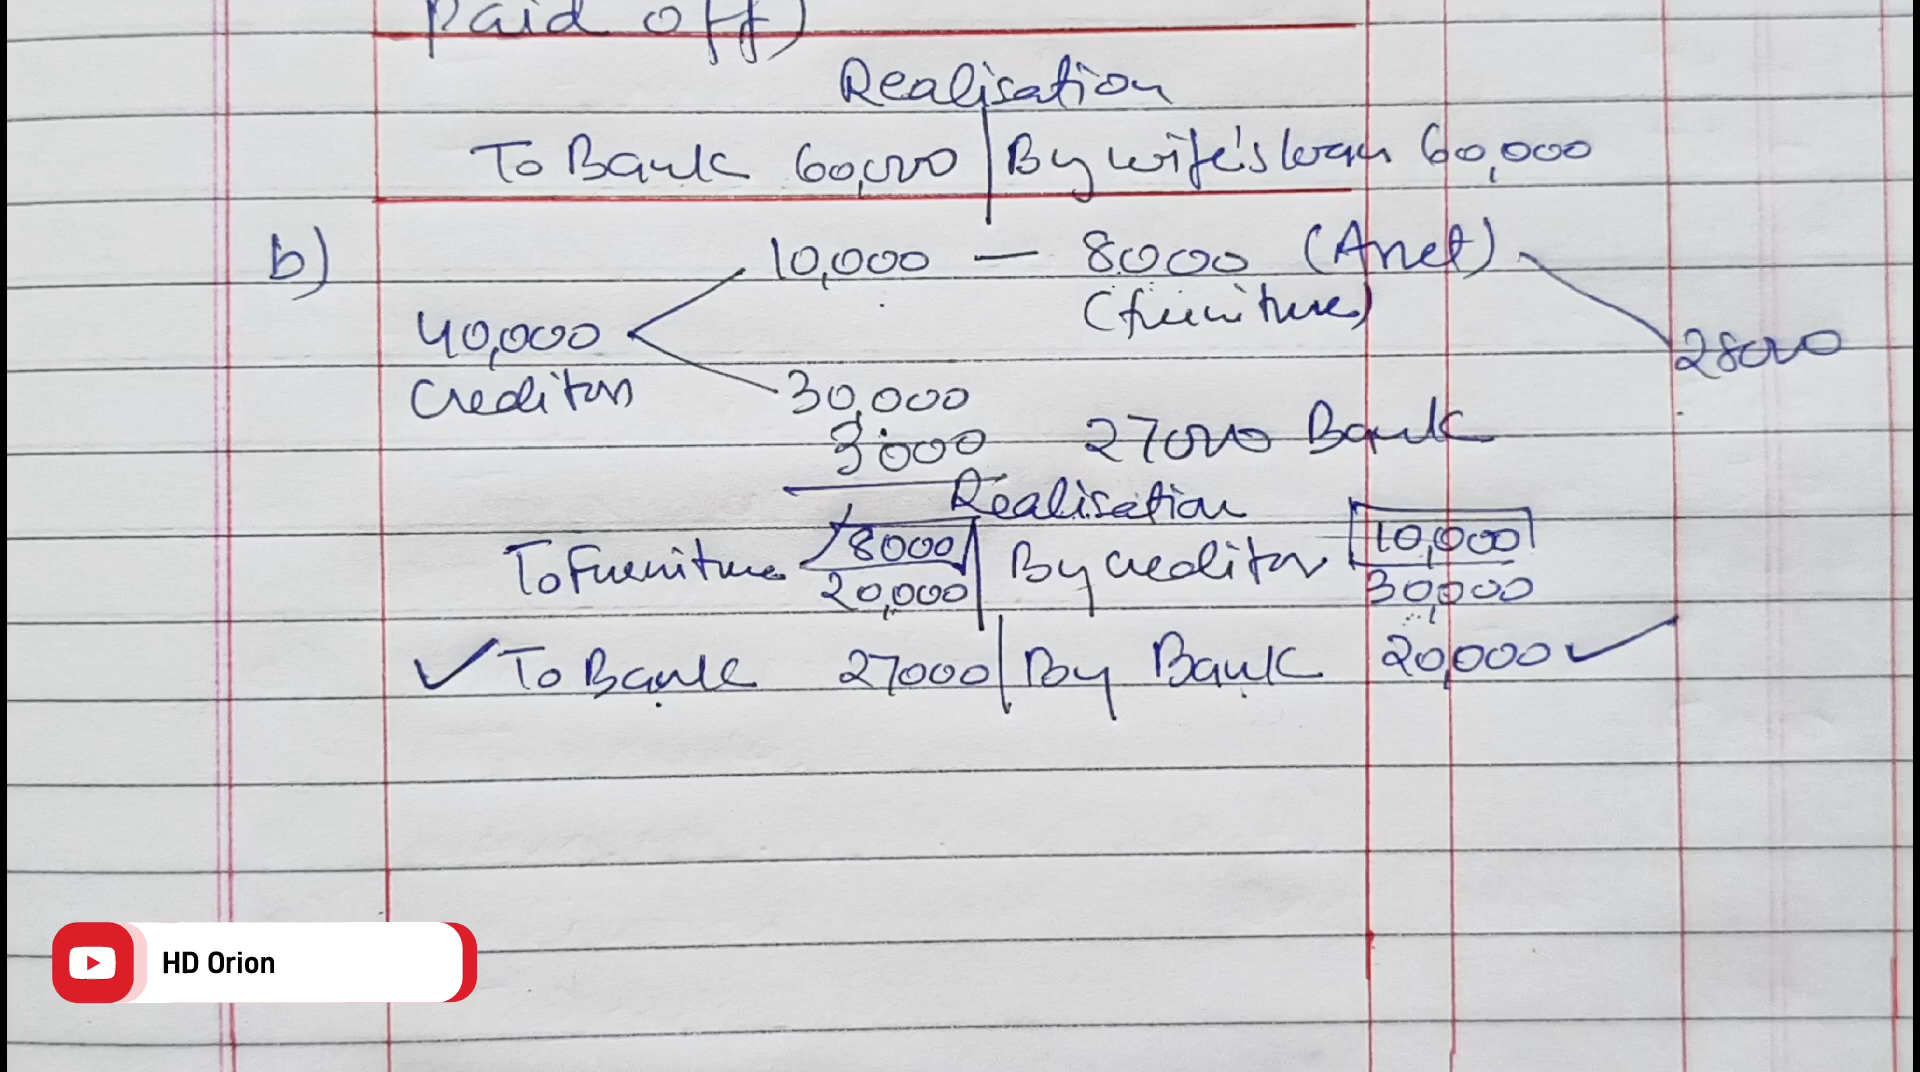 paid off)
Realisation
To Bank 60,000 | By wife's loan 60,000
b) 10,000 — 8000 (Asset)
(furniture)
40,000
28000
Creditors
30,000
3000 27000 Bank
Realisation
To Furniture 8000 | By creditor 10,000
20,000 | 30,000
✓ To Bank 27000 | By Bank 20,000 ✓
HD Orion